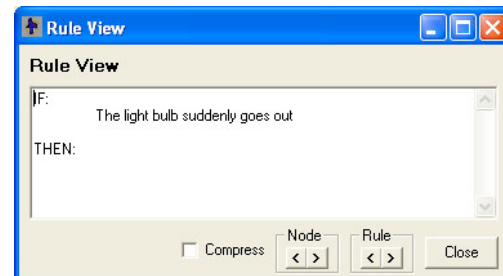 Rule View
Rule View
IF:
The light bulb suddenly goes out
THEN:
Node
Rule
Compress
< >
< >
Close